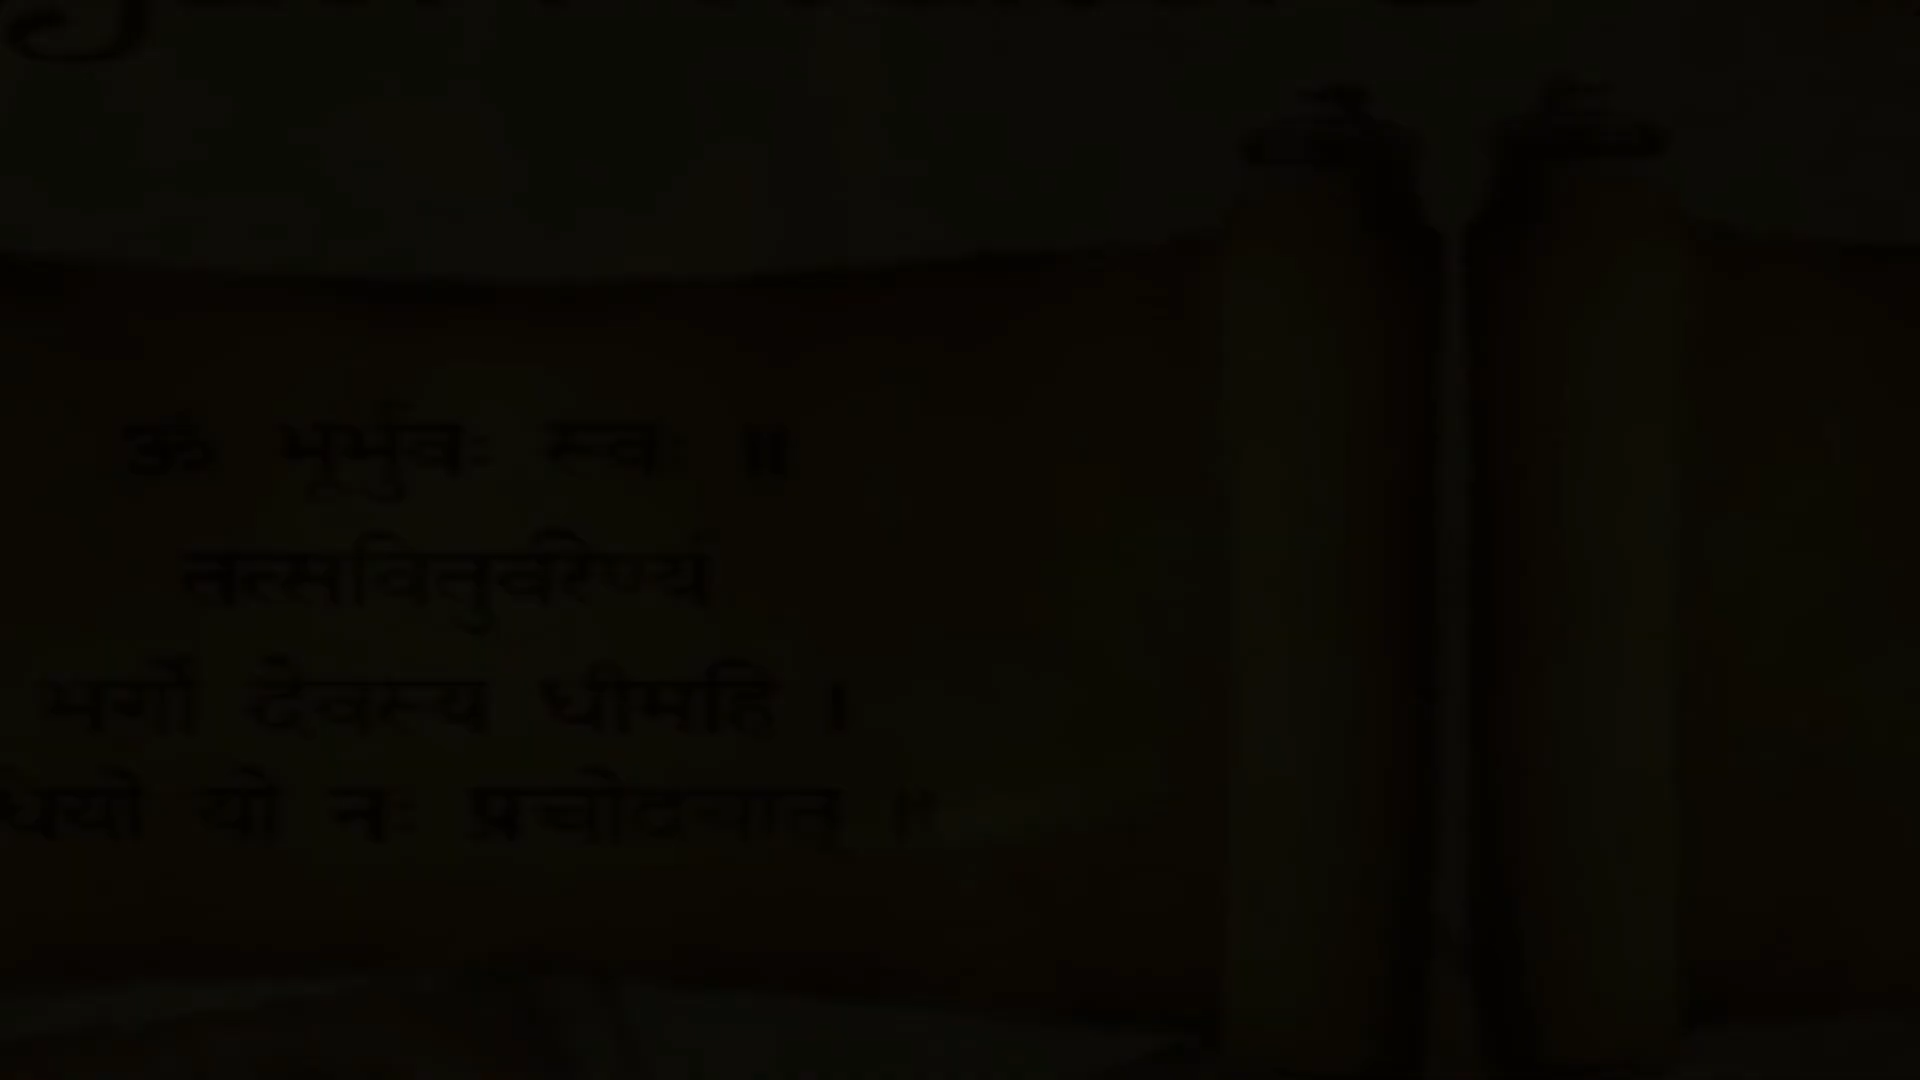 ॐ भूर्भुवः स्वः ॥
तत्सवितुर्वरेण्यं
भर्गो देवस्य धीमहि ।
धियो यो नः प्रचोदयात् ॥